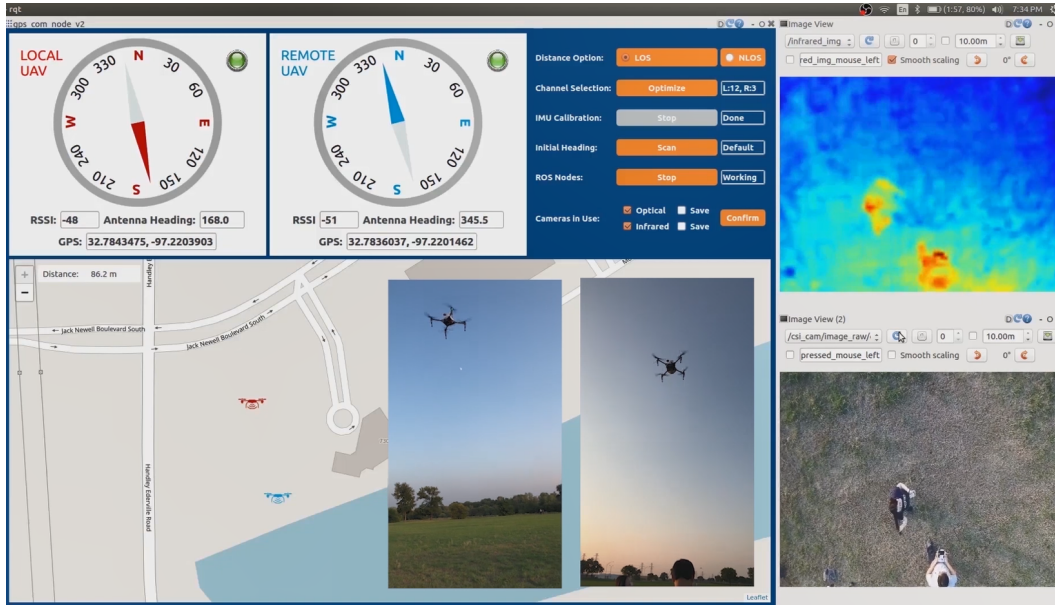 rqt
En
(1:57, 80%)
7:34 PM
gps_com_node_v2
LOCAL UAV
N 30 60 E 120 150 S 210 240 W 300 330
RSSI: -48 Antenna Heading: 168.0
GPS: 32.7843475, -97.2203903
REMOTE UAV
N 30 60 E 120 150 S 210 240 W 300 330
RSSI -51 Antenna Heading: 345.5
GPS: 32.7836037, -97.2201462
Distance Option: LOS NLOS
Channel Selection: Optimize L:12, R:3
IMU Calibration: Stop Done
Initial Heading: Scan Default
ROS Nodes: Stop Working
Cameras in Use: Optical Save
Infrared Save
Confirm
+
−
Distance: 86.2 m
Jack Newell Boulevard South
Jack Newell Boulevard South
Handley Ederville Road
Leaflet
Image View
/infrared_img 0 10.00m
red_img_mouse_left Smooth scaling 0°
Image View (2)
/csi_cam/image_raw/ 0 10.00m
pressed_mouse_left Smooth scaling 0°